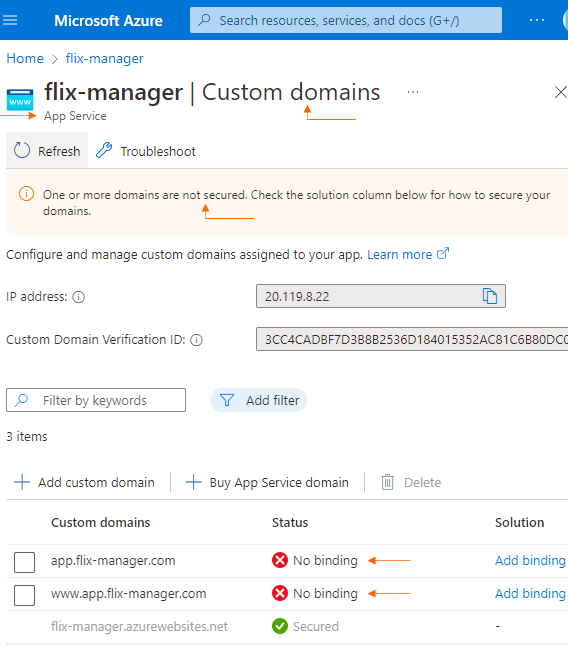 Microsoft Azure
Search resources, services, and docs (G+/)
Home > flix-manager
flix-manager | Custom domains
App Service
Refresh Troubleshoot
One or more domains are not secured. Check the solution column below for how to secure your
domains.
Configure and manage custom domains assigned to your app. Learn more
IP address: 20.119.8.22
Custom Domain Verification ID: 3CC4CADBF7D3B8B2536D184015352AC81C6B80DC0
Filter by keywords Add filter
3 items
Add custom domain Buy App Service domain Delete
Custom domains Status Solution
app.flix-manager.com No binding Add binding
www.app.flix-manager.com No binding Add binding
flix-manager.azurewebsites.net Secured -